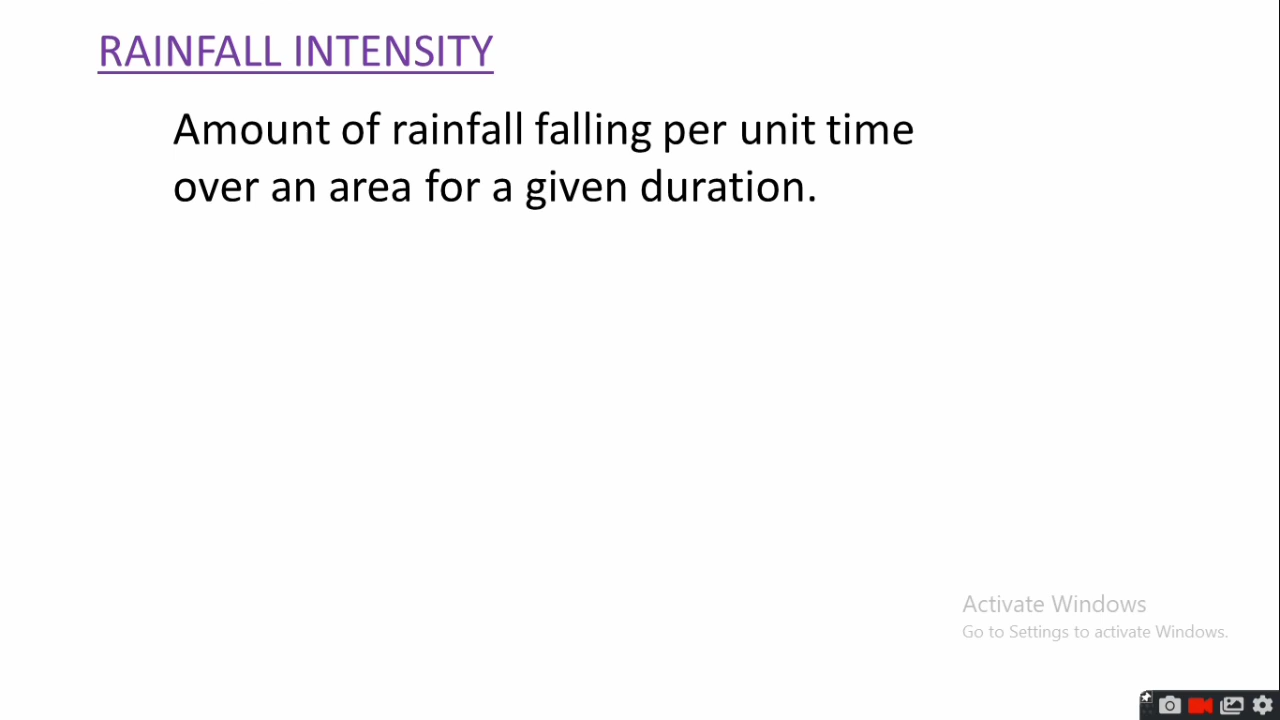 RAINFALL INTENSITY
Amount of rainfall falling per unit time
over an area for a given duration.
Activate Windows
Go to Settings to activate Windows.